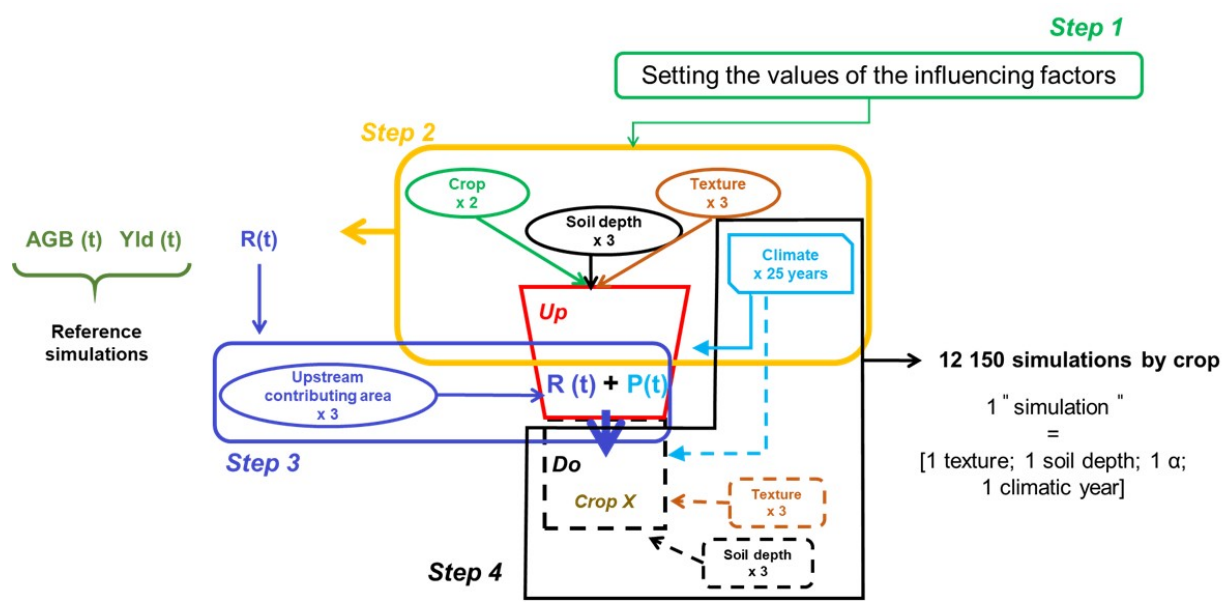 Step 1
Setting the values of the influencing factors
Step 2
Crop
x 2
Texture
x 3
Soil depth
x 3
Climate
x 25 years
AGB (t) Yld (t)
R(t)
Reference
simulations
Up
R (t) + P(t)
Upstream
contributing area
x 3
Step 3
Do
Crop X
Texture
x 3
Soil depth
x 3
Step 4
12 150 simulations by crop
1 " simulation "
=
[1 texture; 1 soil depth; 1 α;
1 climatic year]